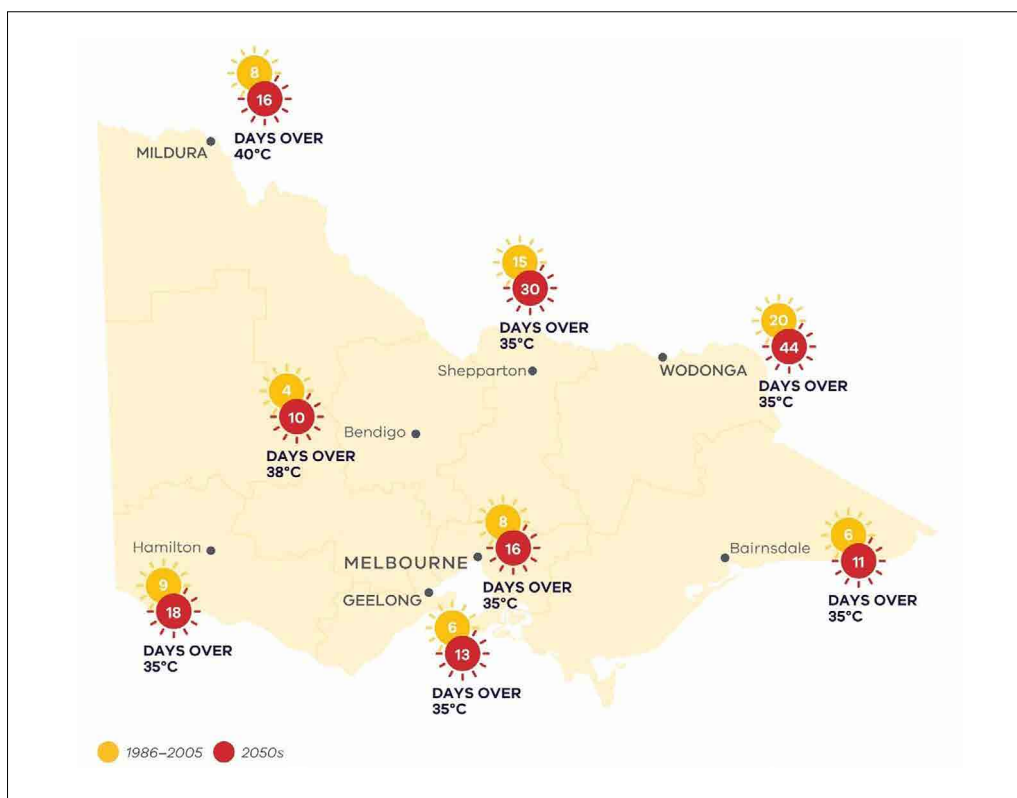 8
16
DAYS OVER
40°C
MILDURA
15
30
DAYS OVER
35°C
20
44
DAYS OVER
35°C
Shepparton
WODONGA
4
10
DAYS OVER
38°C
Bendigo
8
16
DAYS OVER
35°C
Hamilton
MELBOURNE
Bairnsdale
6
11
DAYS OVER
35°C
9
18
DAYS OVER
35°C
GEELONG
6
13
DAYS OVER
35°C
1986–2005
2050s